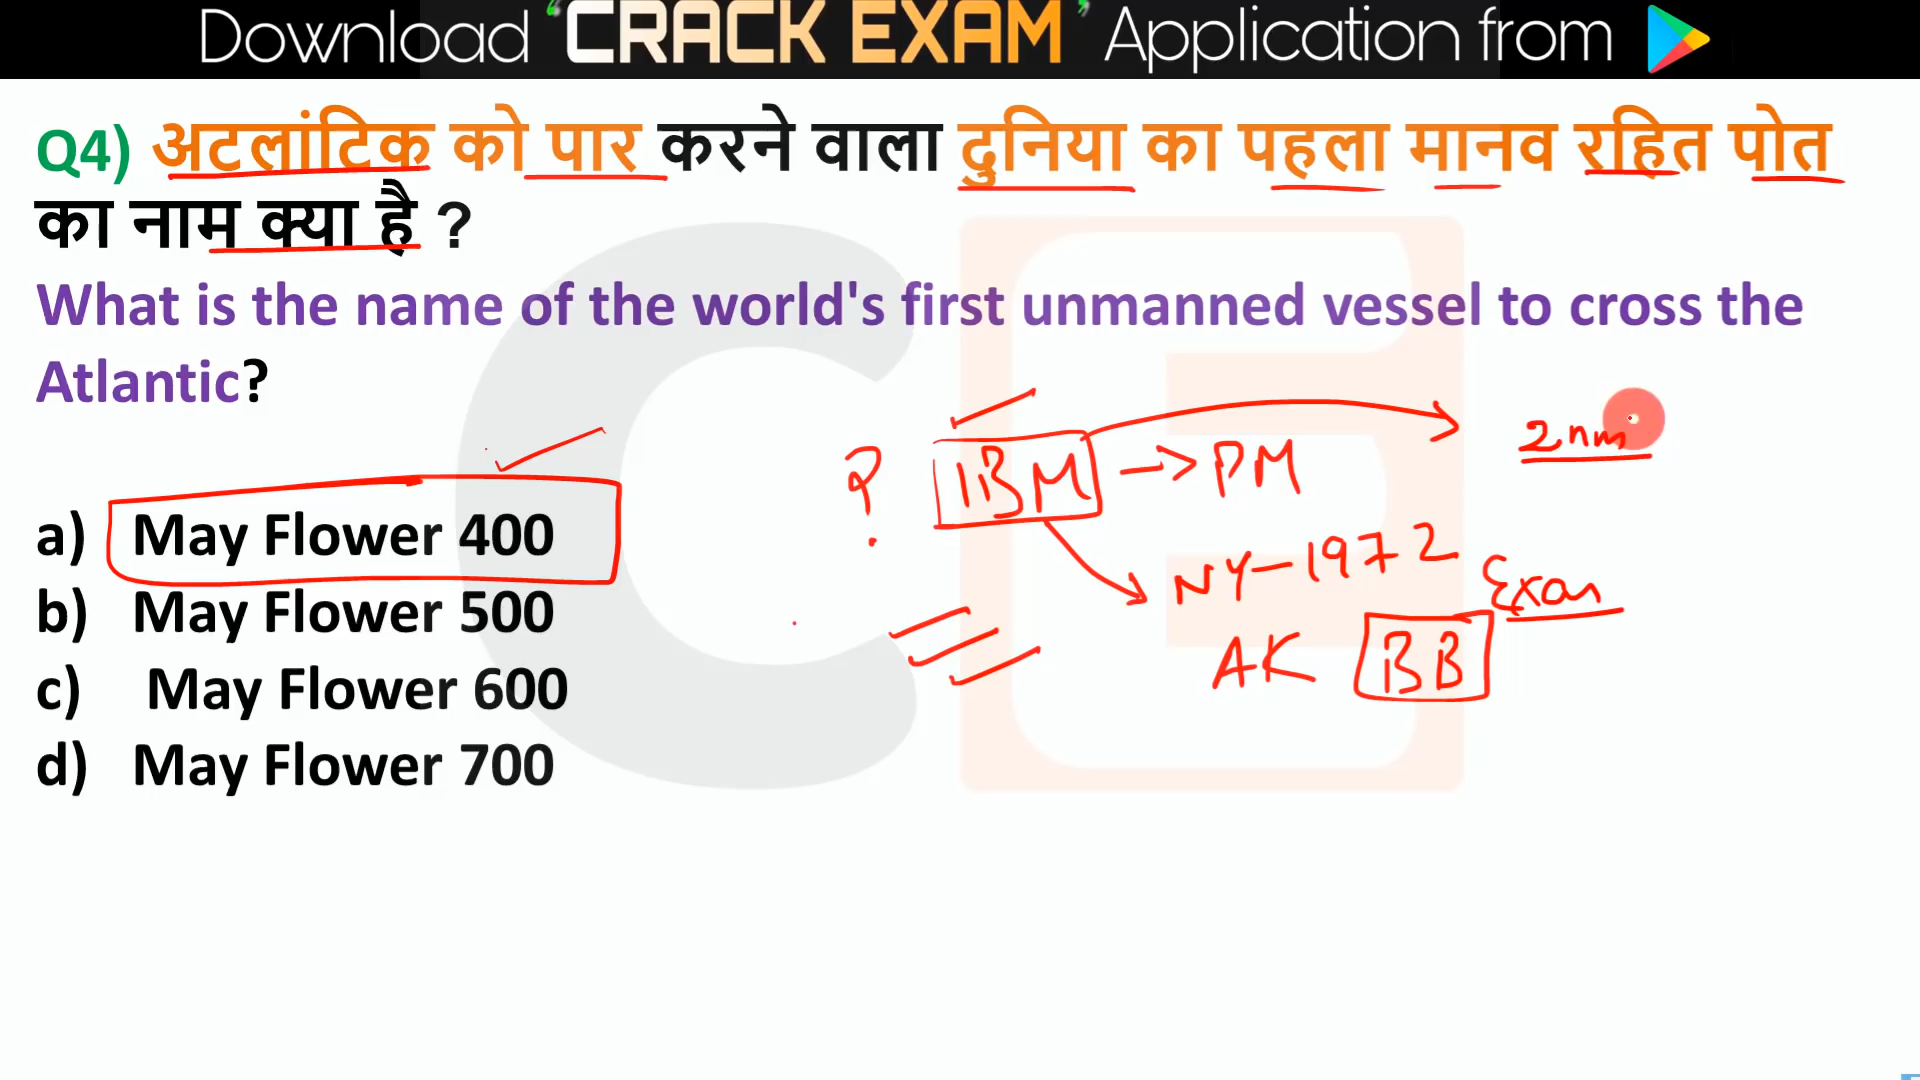 Download ‘CRACK EXAM’ Application from
Q4) अटलांटिक को पार करने वाला दुनिया का पहला मानव रहित पोत
का नाम क्या है ?
What is the name of the world's first unmanned vessel to cross the
Atlantic?
a) May Flower 400
b) May Flower 500
c) May Flower 600
d) May Flower 700
? IBM → PM
2nm
NY-1972
Exam
AK BB